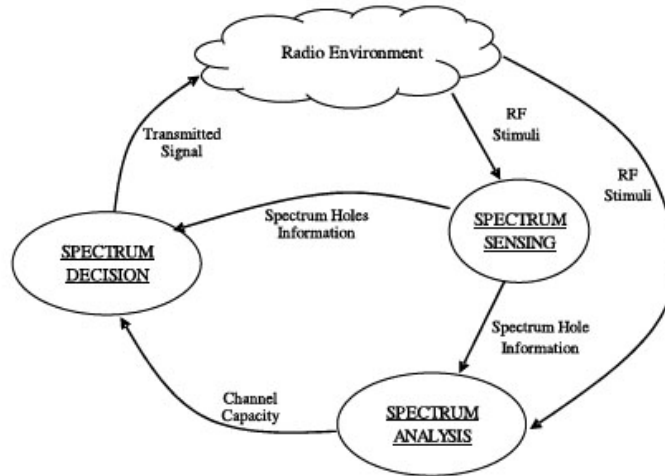 Radio Environment
RF
Stimuli
Transmitted
Signal
RF
Stimuli
Spectrum Holes
Information
SPECTRUM
SENSING
SPECTRUM
DECISION
Spectrum Hole
Information
Channel
Capacity
SPECTRUM
ANALYSIS